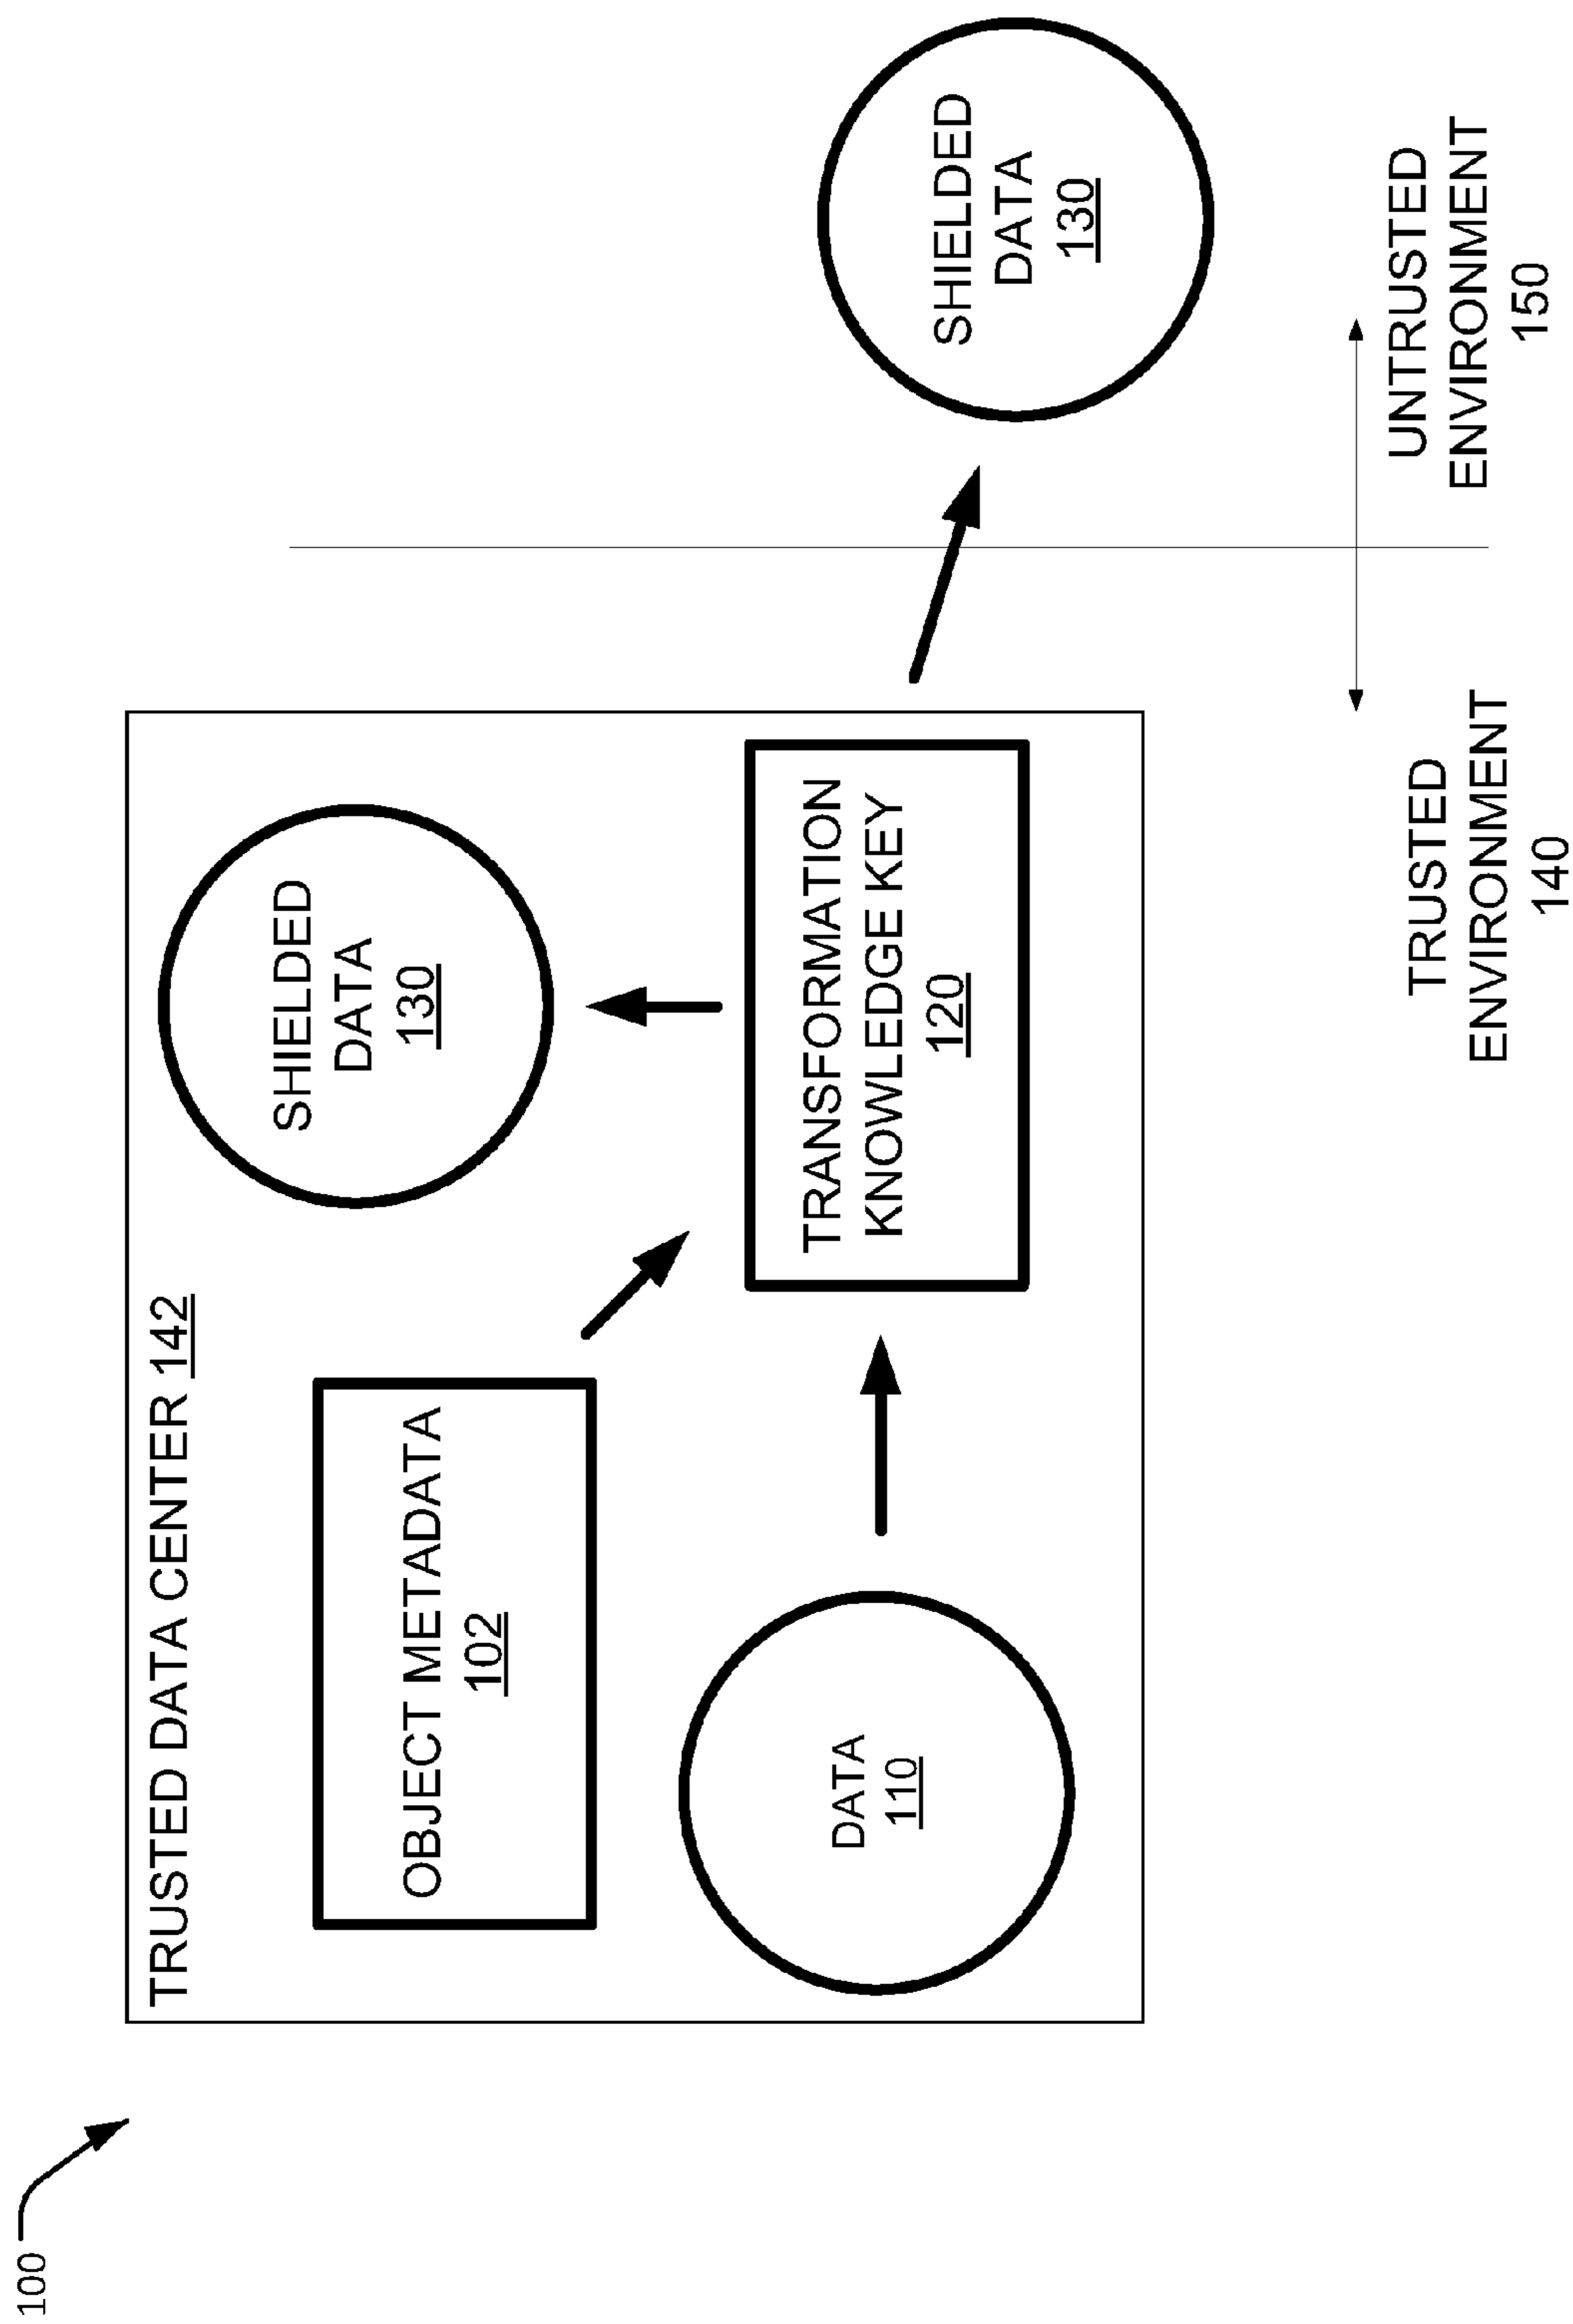 100
TRUSTED DATA CENTER 142
OBJECT METADATA
102
SHIELDED
DATA
130
DATA
110
TRANSFORMATION
KNOWLEDGE KEY
120
SHIELDED
DATA
130
TRUSTED
ENVIRONMENT
140
UNTRUSTED
ENVIRONMENT
150